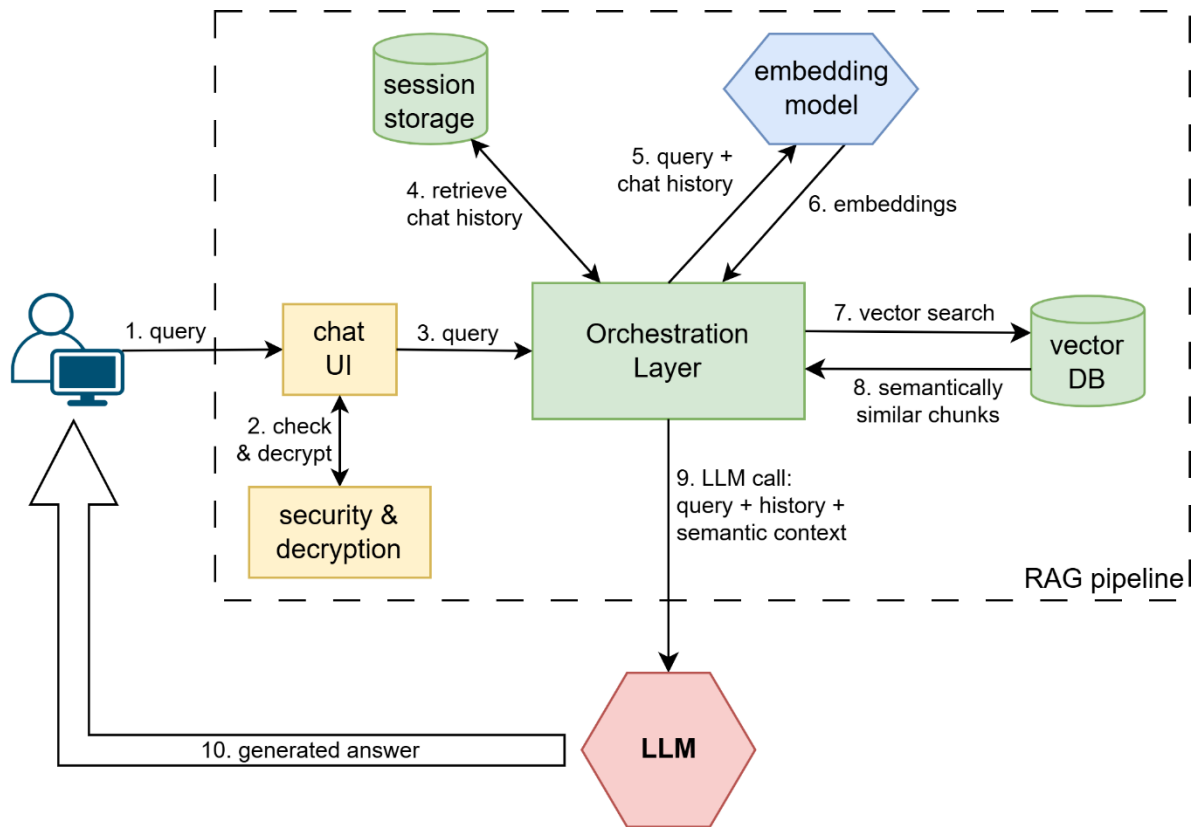 session
storage
embedding
model
5. query +
chat history
4. retrieve
chat history
6. embeddings
1. query
chat
UI
3. query
Orchestration
Layer
7. vector search
vector
DB
8. semantically
similar chunks
2. check
& decrypt
security &
decryption
9. LLM call:
query + history +
semantic context
RAG pipeline
LLM
10. generated answer